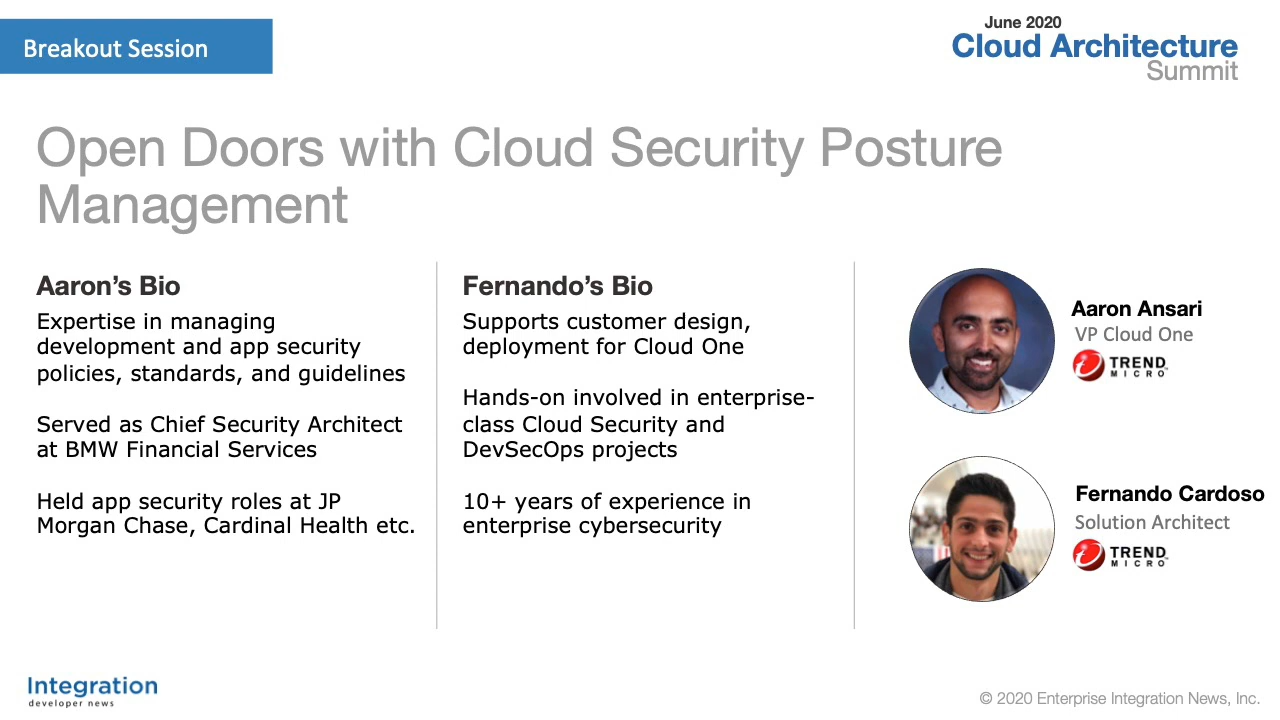 Breakout Session
June 2020
Cloud Architecture
Summit
Open Doors with Cloud Security Posture
Management
Aaron’s Bio
Expertise in managing
development and app security
policies, standards, and guidelines
Served as Chief Security Architect
at BMW Financial Services
Held app security roles at JP
Morgan Chase, Cardinal Health etc.
Fernando’s Bio
Supports customer design,
deployment for Cloud One
Hands-on involved in enterprise-
class Cloud Security and
DevSecOps projects
10+ years of experience in
enterprise cybersecurity
Aaron Ansari
VP Cloud One
TREND
MICRO
Fernando Cardoso
Solution Architect
TREND
MICRO
Integration
developer news
© 2020 Enterprise Integration News, Inc.